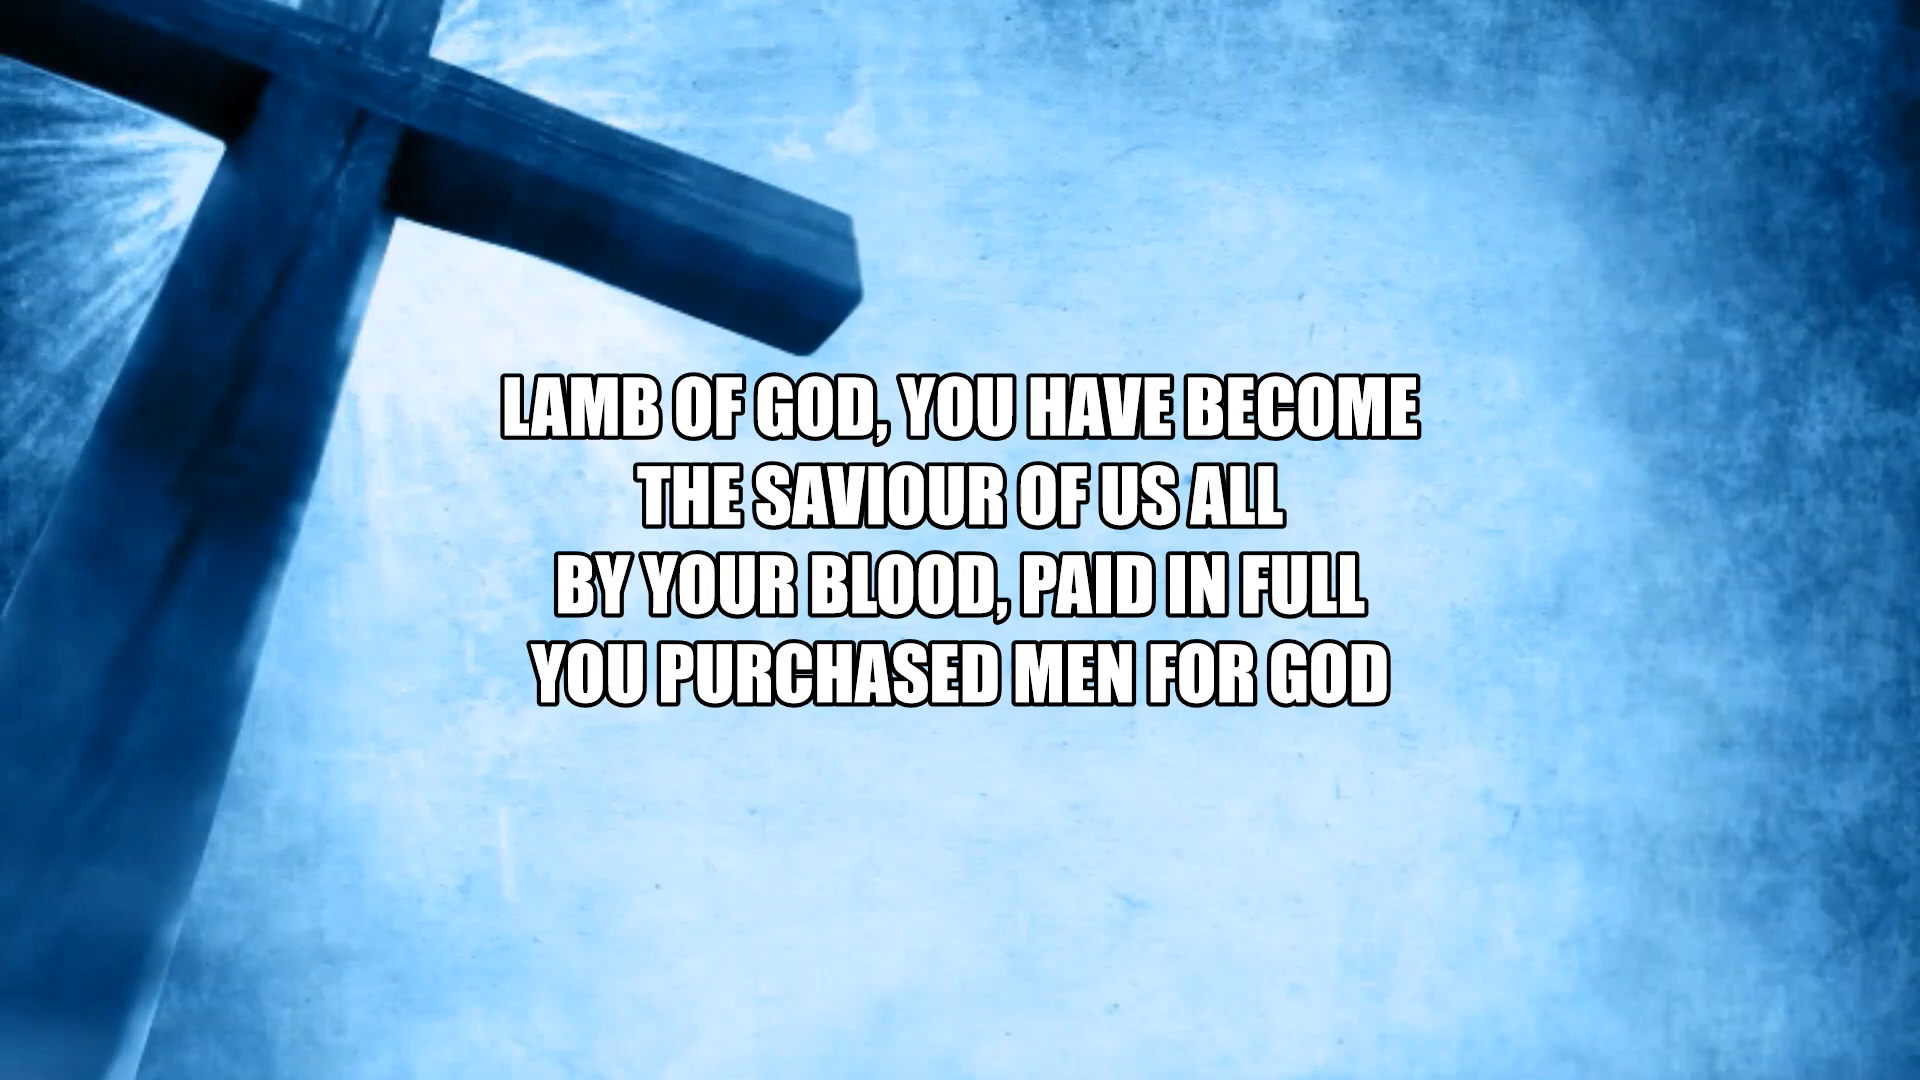 LAMB OF GOD, YOU HAVE BECOME
THE SAVIOUR OF US ALL
BY YOUR BLOOD, PAID IN FULL
YOU PURCHASED MEN FOR GOD